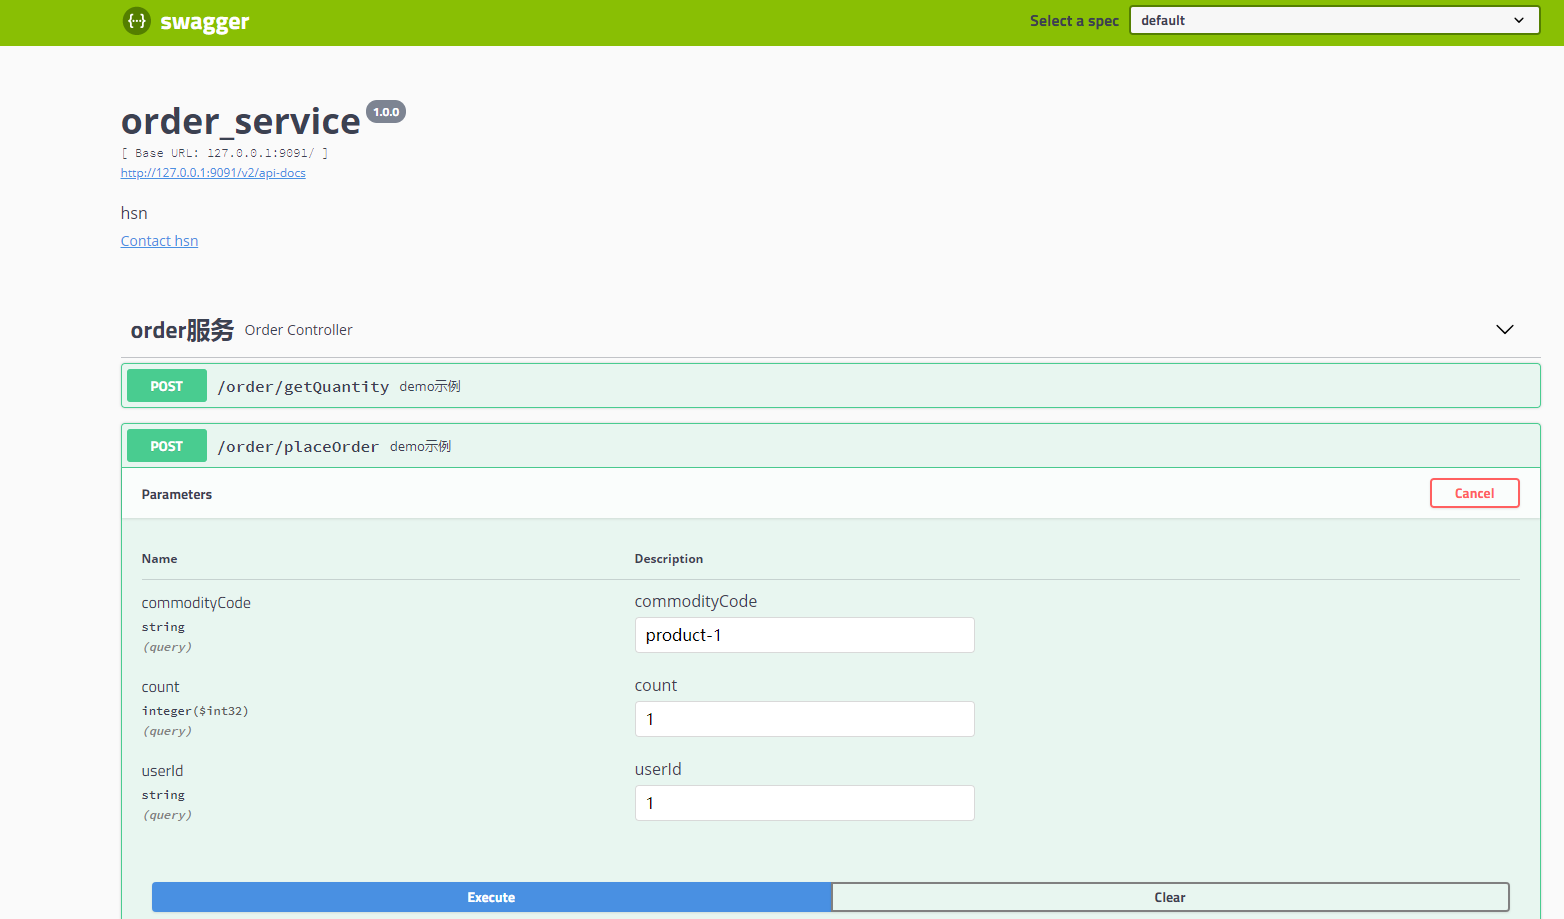 {···} swagger
Select a spec default
order_service 1.0.0
[ Base URL: 127.0.0.1:9091/ ]
http://127.0.0.1:9091/v2/api-docs
hsn
Contact hsn
order服务 Order Controller
POST /order/getQuantity demo示例
POST /order/placeOrder demo示例
Parameters Cancel
Name Description
commodityCode commodityCode
string product-1
(query)
count count
integer($int32) 1
(query)
userId userId
string 1
(query)
Execute Clear